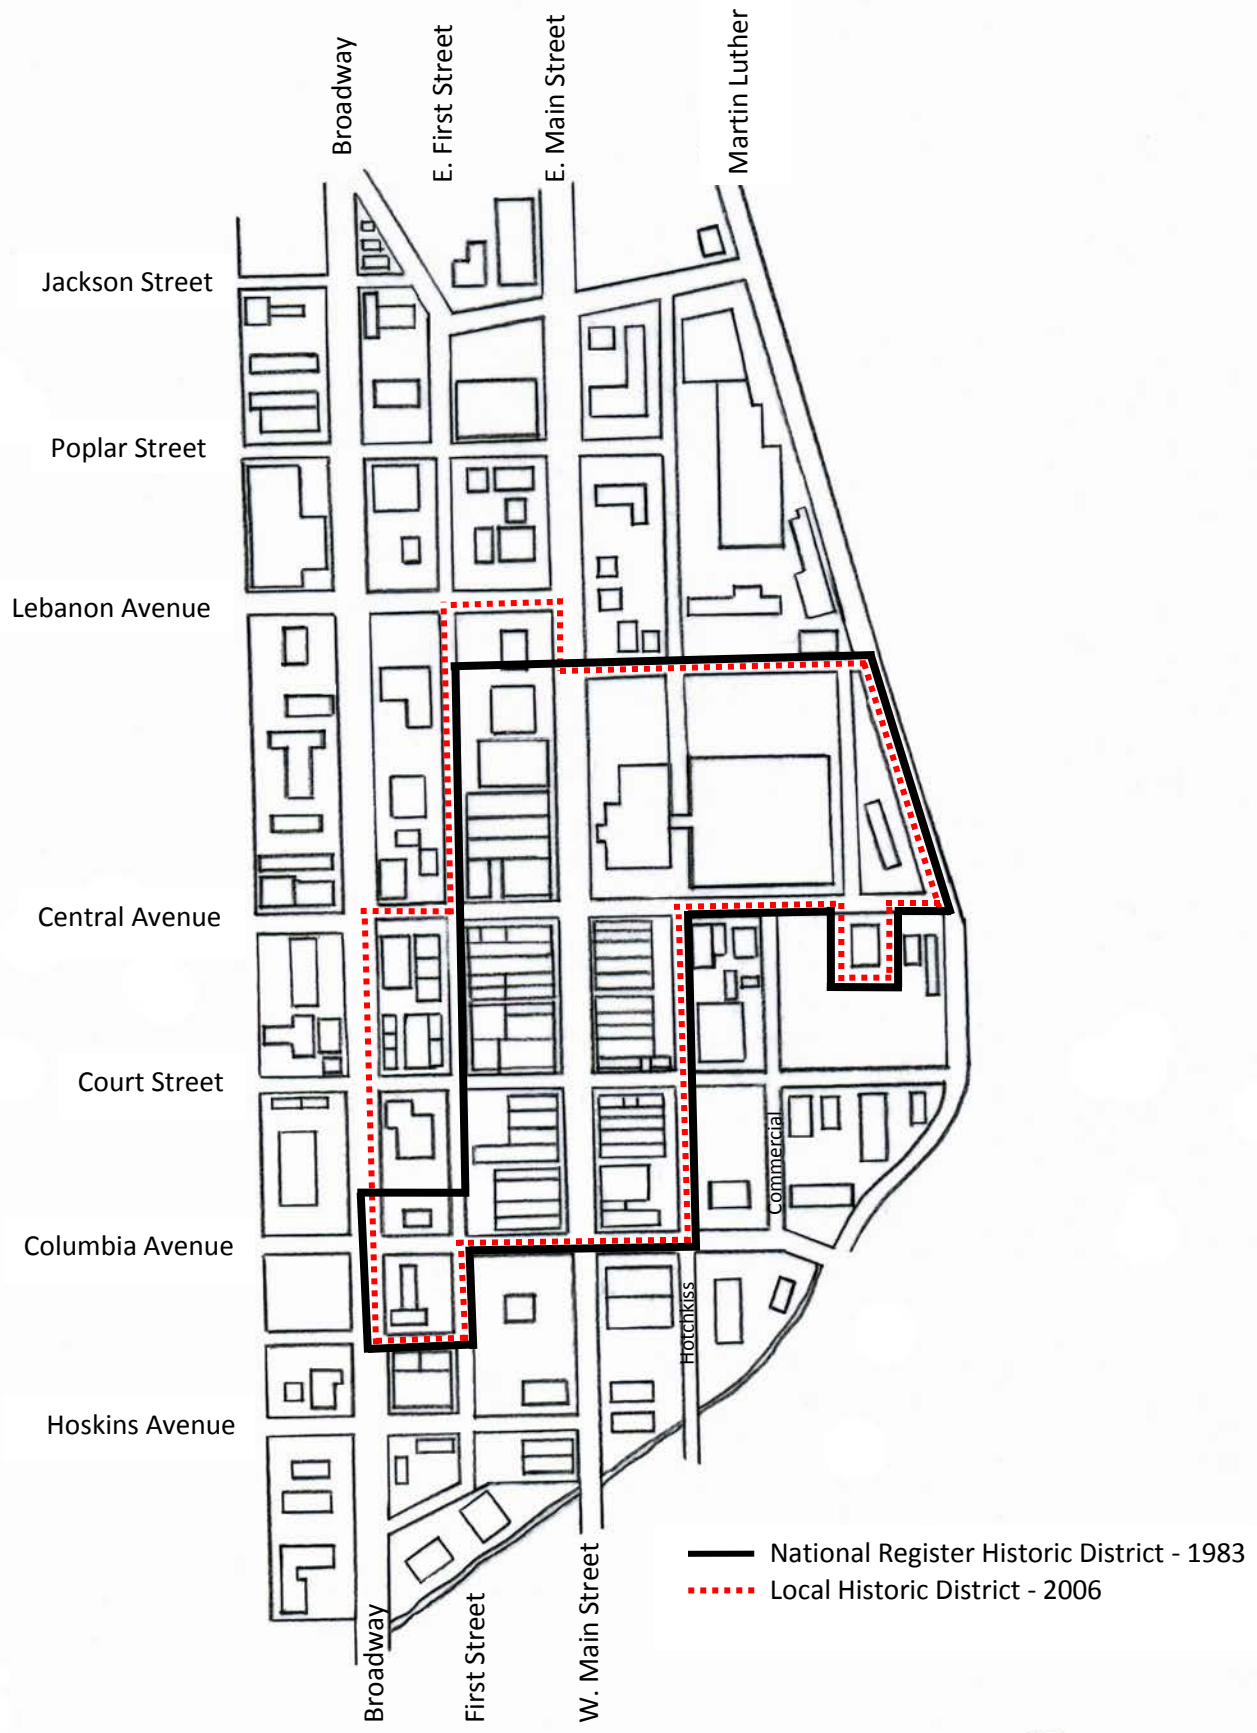 Broadway
E. First Street
E. Main Street
Martin Luther
Jackson Street
Poplar Street
Lebanon Avenue
Central Avenue
Court Street
Commercial
Columbia Avenue
Hotchkiss
Hoskins Avenue
National Register Historic District - 1983
Local Historic District - 2006
Broadway
First Street
W. Main Street